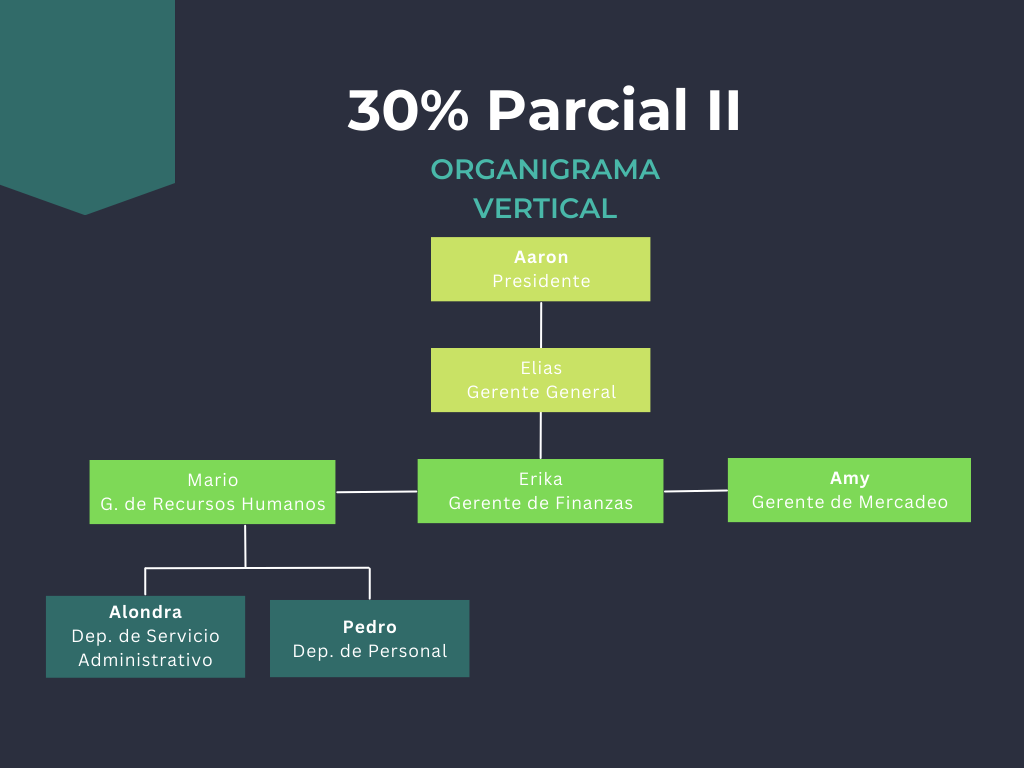 30% Parcial II
ORGANIGRAMA
VERTICAL
Aaron
Presidente
Elias
Gerente General
Mario
G. de Recursos Humanos
Erika
Gerente de Finanzas
Amy
Gerente de Mercadeo
Alondra
Dep. de Servicio
Administrativo
Pedro
Dep. de Personal